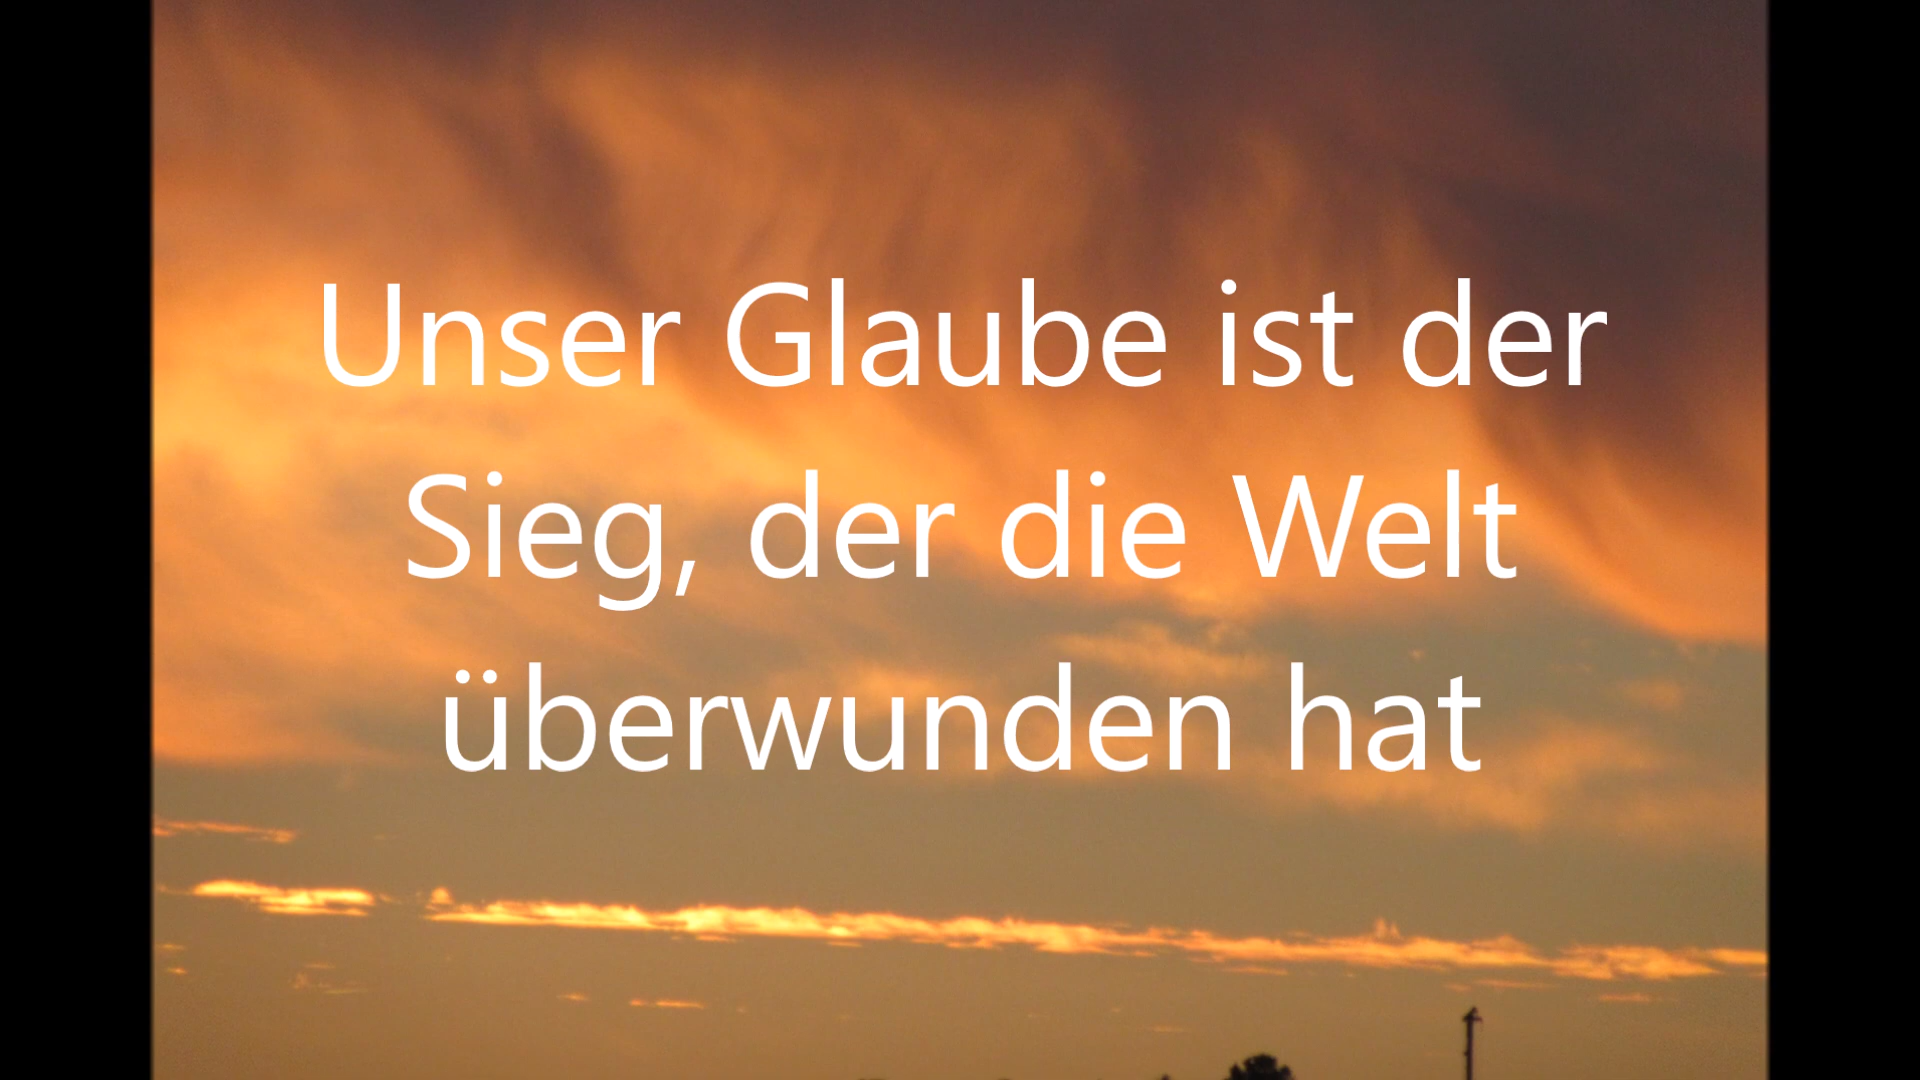 Unser Glaube ist der
Sieg, der die Welt
überwunden hat